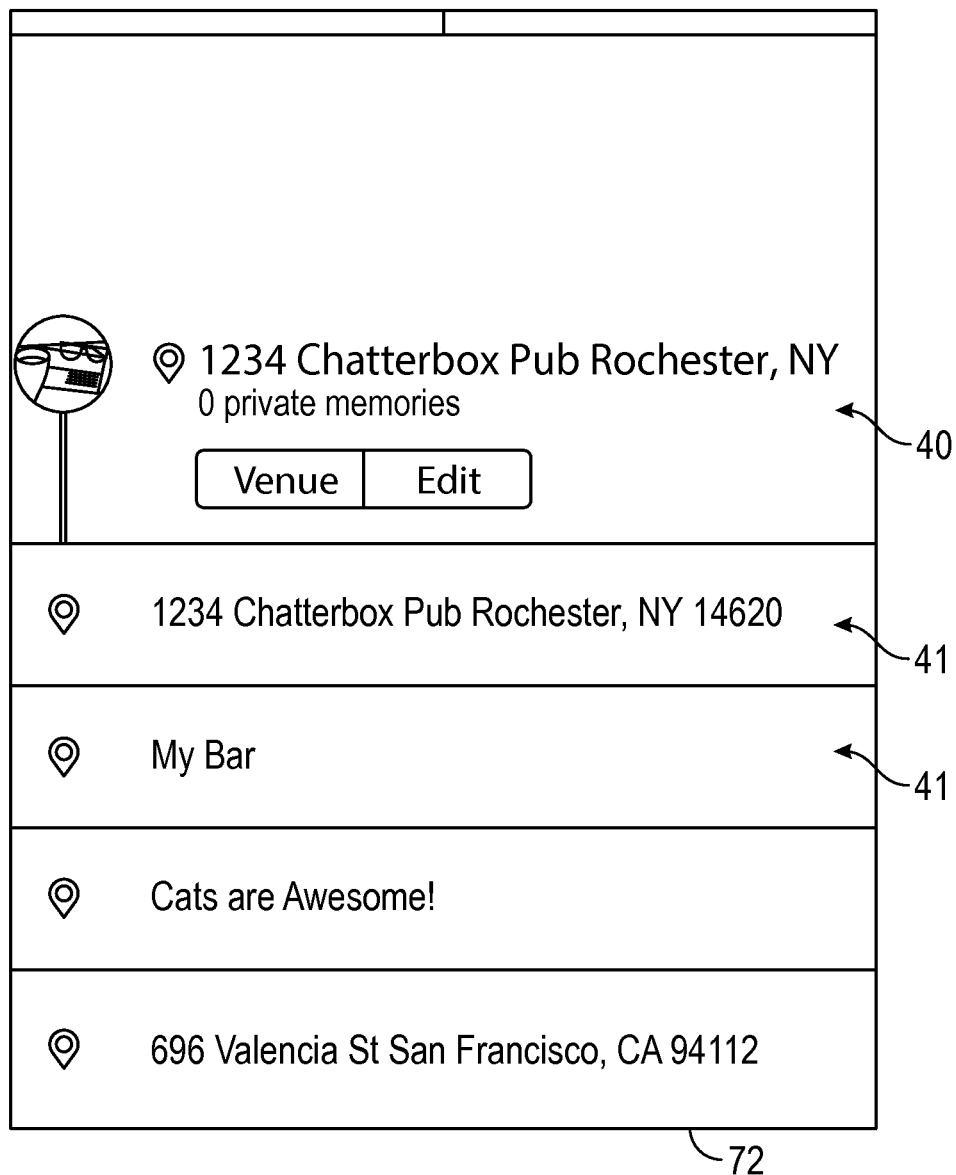 1234 Chatterbox Pub Rochester, NY
0 private memories
40
Venue Edit
1234 Chatterbox Pub Rochester, NY 14620
41
My Bar
41
Cats are Awesome!
696 Valencia St San Francisco, CA 94112
72